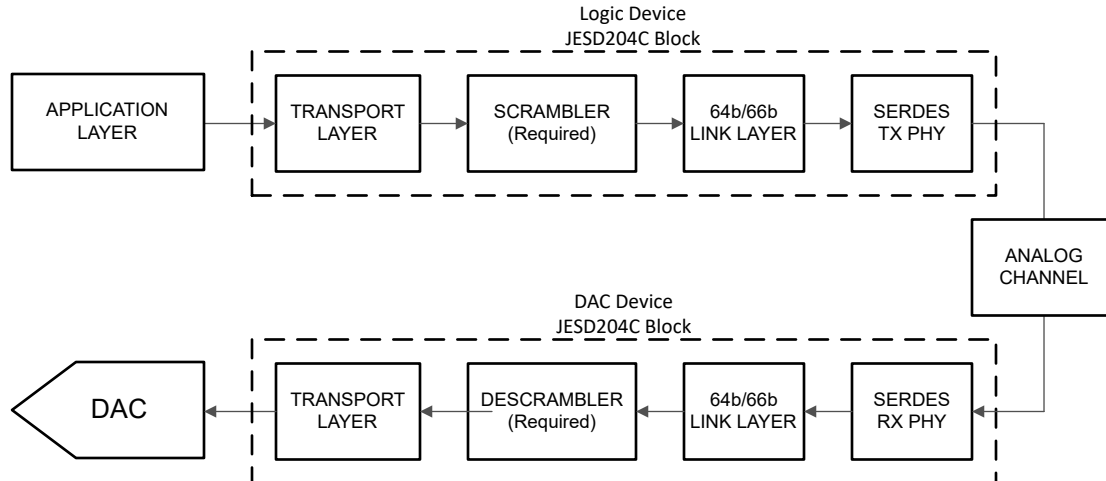 Logic Device
JESD204C Block
APPLICATION
LAYER
TRANSPORT
LAYER
SCRAMBLER
(Required)
64b/66b
LINK LAYER
SERDES
TX PHY
ANALOG
CHANNEL
DAC Device
JESD204C Block
DAC
TRANSPORT
LAYER
DESCRAMBLER
(Required)
64b/66b
LINK LAYER
SERDES
RX PHY